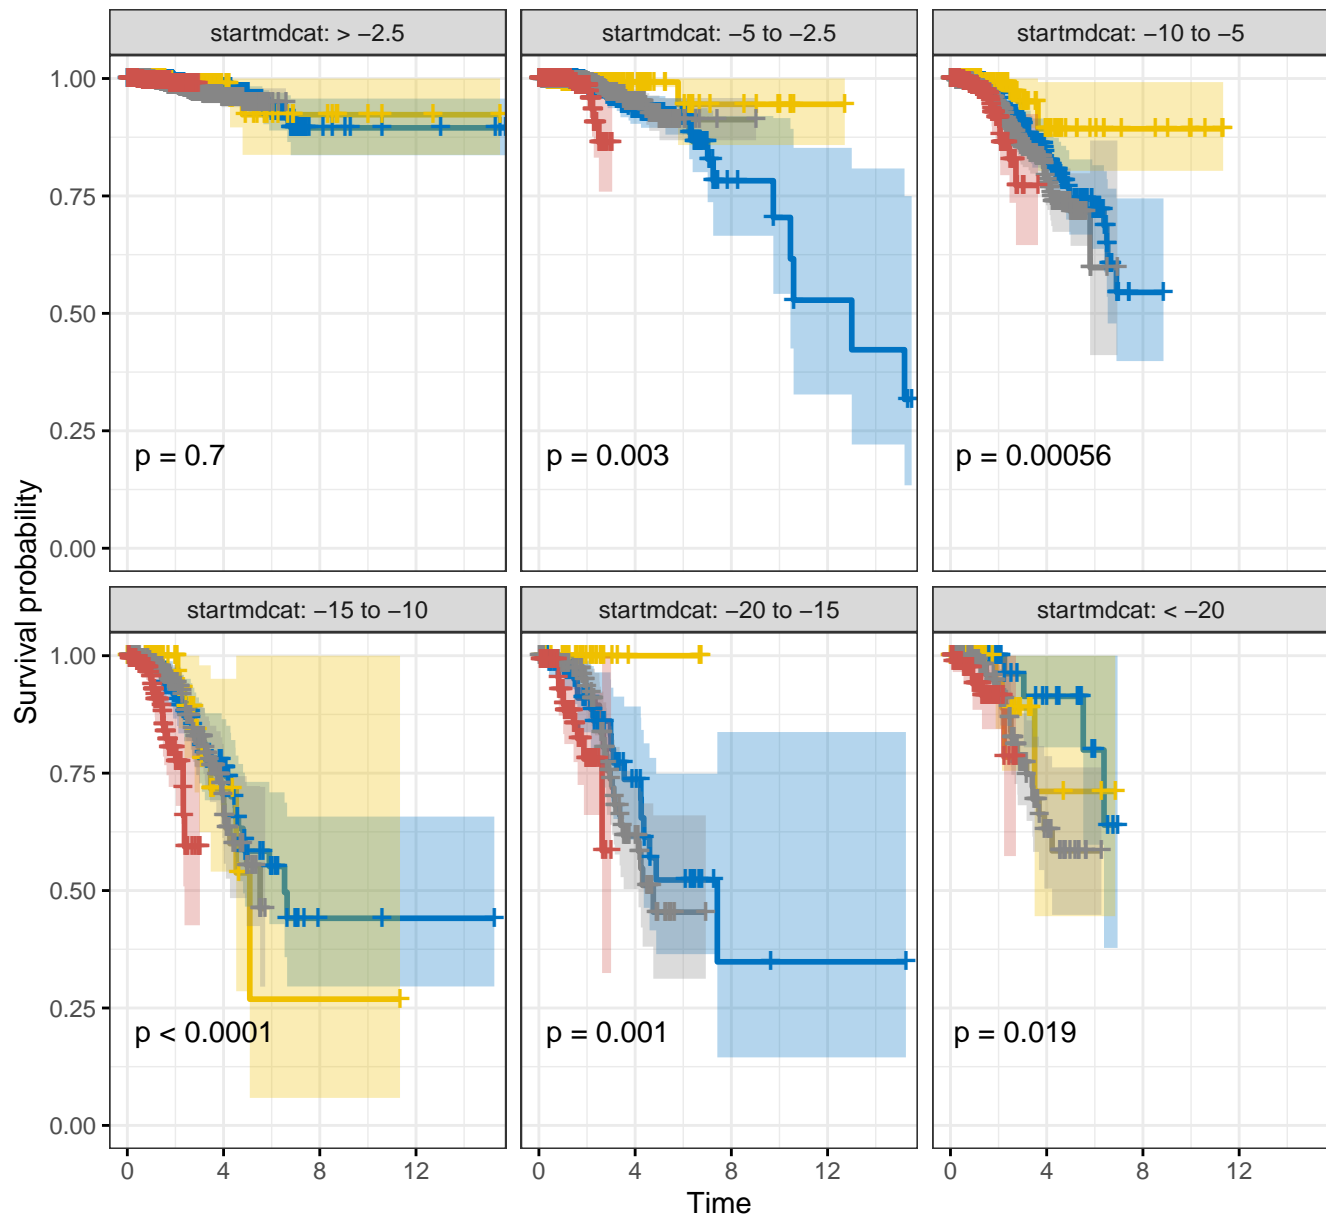 startmdcat: > −2.5
startmdcat: −5 to −2.5
startmdcat: −10 to −5
1.00
0.75
0.50
0.25
0.00
p = 0.7
p = 0.003
p = 0.00056
Survival probability
startmdcat: −15 to −10
startmdcat: −20 to −15
startmdcat: < −20
1.00
0.75
0.50
0.25
0.00
p < 0.0001
p = 0.001
p = 0.019
0 4 8 12
0 4 8 12
0 4 8 12
Time